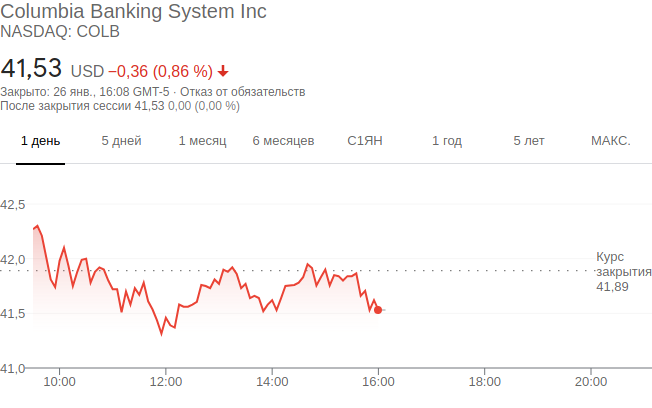 Columbia Banking System Inc
NASDAQ: COLB
41,53 USD −0,36 (0,86 %)
Закрыто: 26 янв., 16:08 GMT-5 · Отказ от обязательств
После закрытия сессии 41,53 0,00 (0,00 %)
1 день 5 дней 1 месяц 6 месяцев С1ЯН 1 год 5 лет МАКС.
42,5
42,0
41,5
41,0
Курс
закрытия
41,89
10:00 12:00 14:00 16:00 18:00 20:00